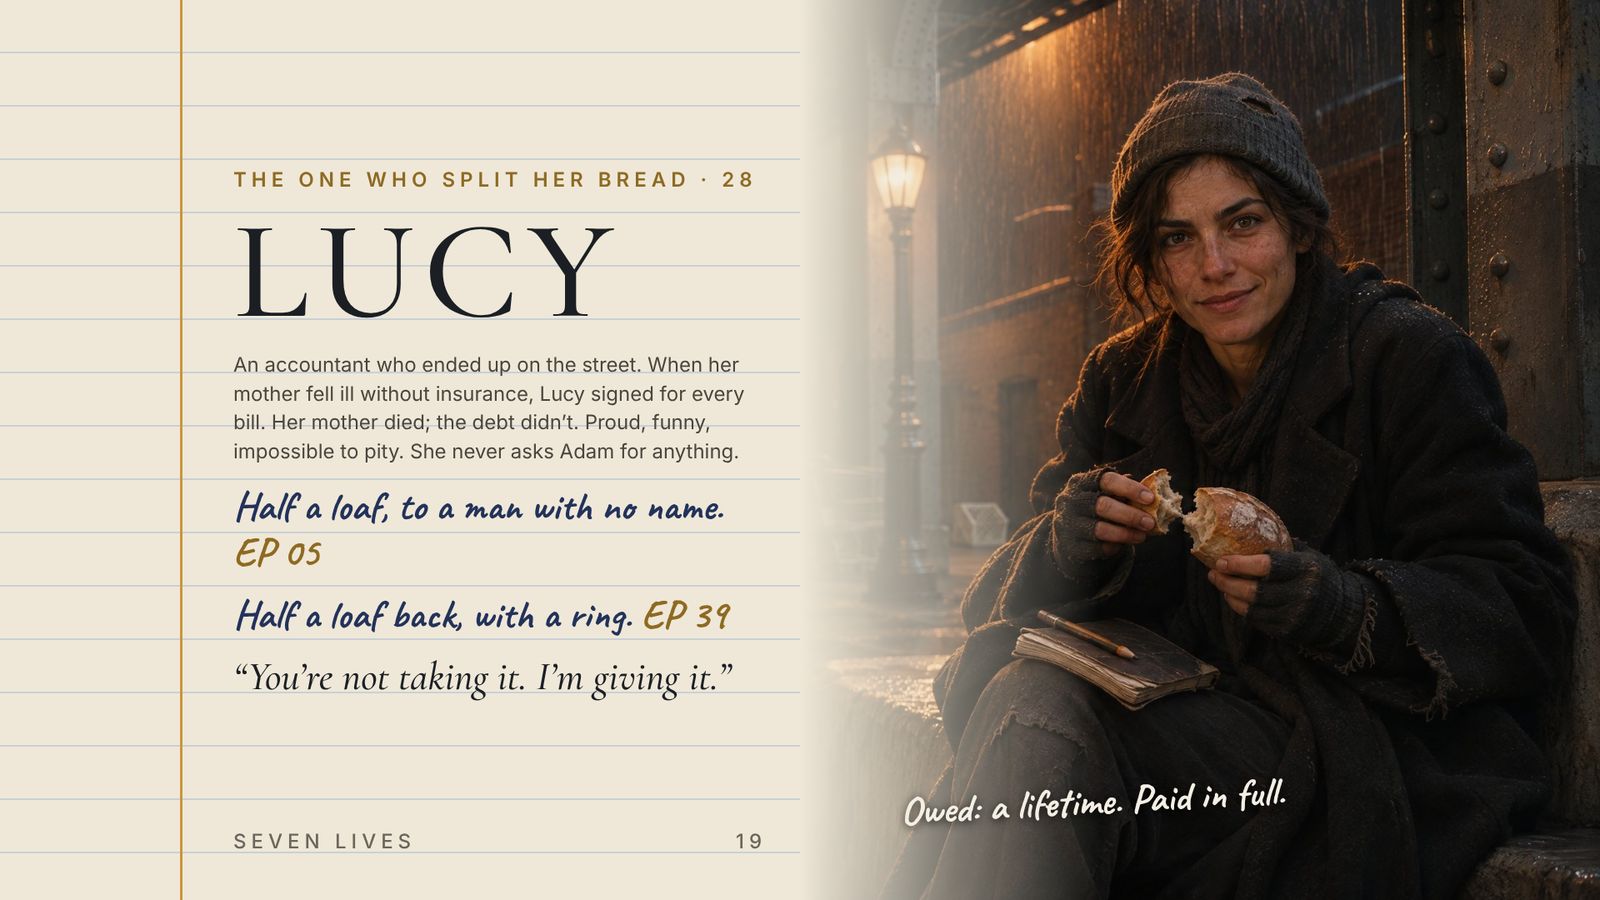 THE ONE WHO SPLIT HER BREAD · 28
LUCY
An accountant who ended up on the street. When her
mother fell ill without insurance, Lucy signed for every
bill. Her mother died; the debt didn’t. Proud, funny,
impossible to pity. She never asks Adam for anything.
Half a loaf, to a man with no name.
EP 05
Half a loaf back, with a ring. EP 39
“You’re not taking it. I’m giving it.”
Owed: a lifetime. Paid in full.
SEVEN LIVES 19